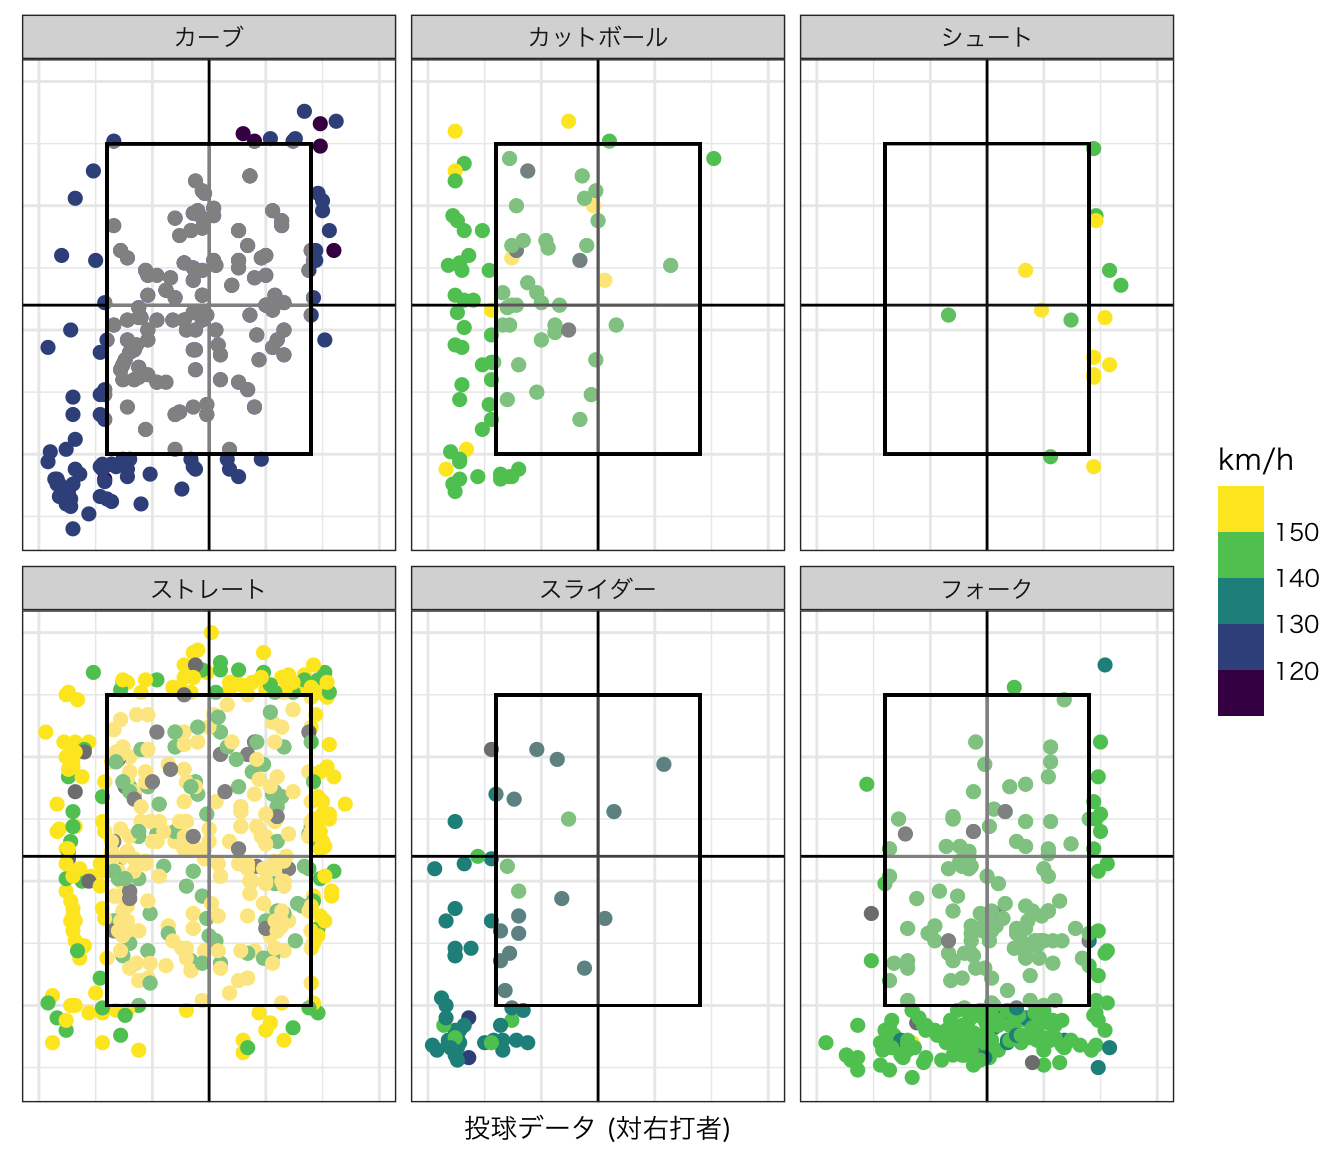 カーブ
カットボール
シュート
ストレート
スライダー
フォーク
km/h
150
140
130
120
投球データ (対右打者)